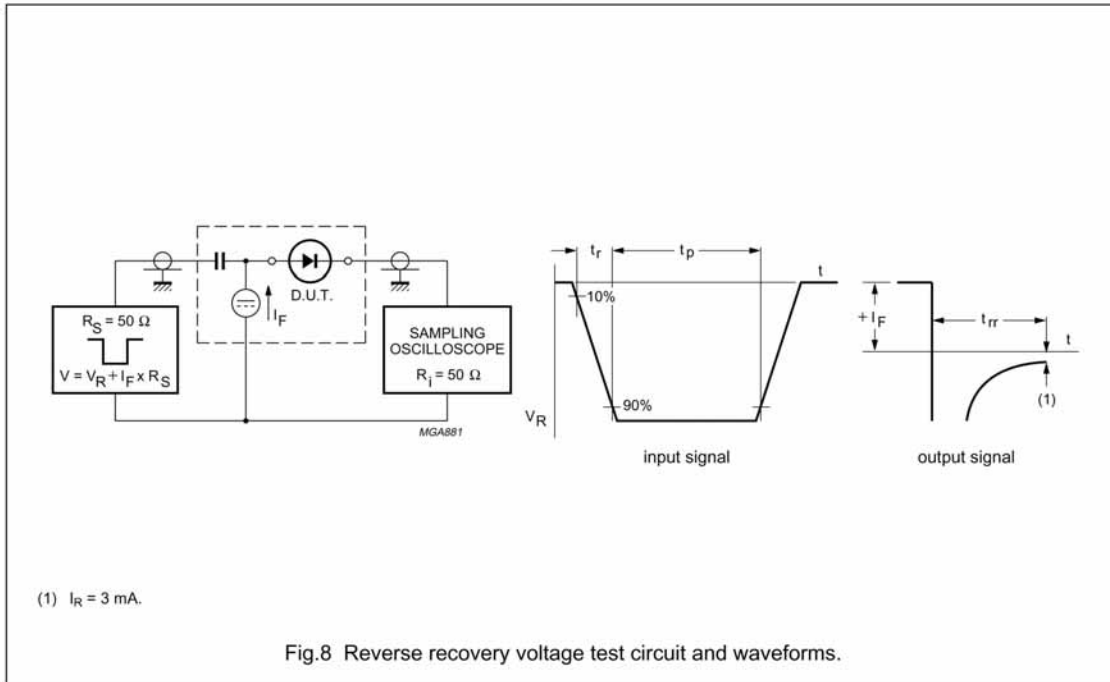 R_S = 50 Ω
V = V_R + I_F x R_S
D.U.T.
I_F
SAMPLING
OSCILLOSCOPE
R_i = 50 Ω
MGA881
t_r
t_p
t
10%
90%
V_R
input signal
+ I_F
t_rr
t
(1)
output signal
(1) I_R = 3 mA.
Fig.8 Reverse recovery voltage test circuit and waveforms.